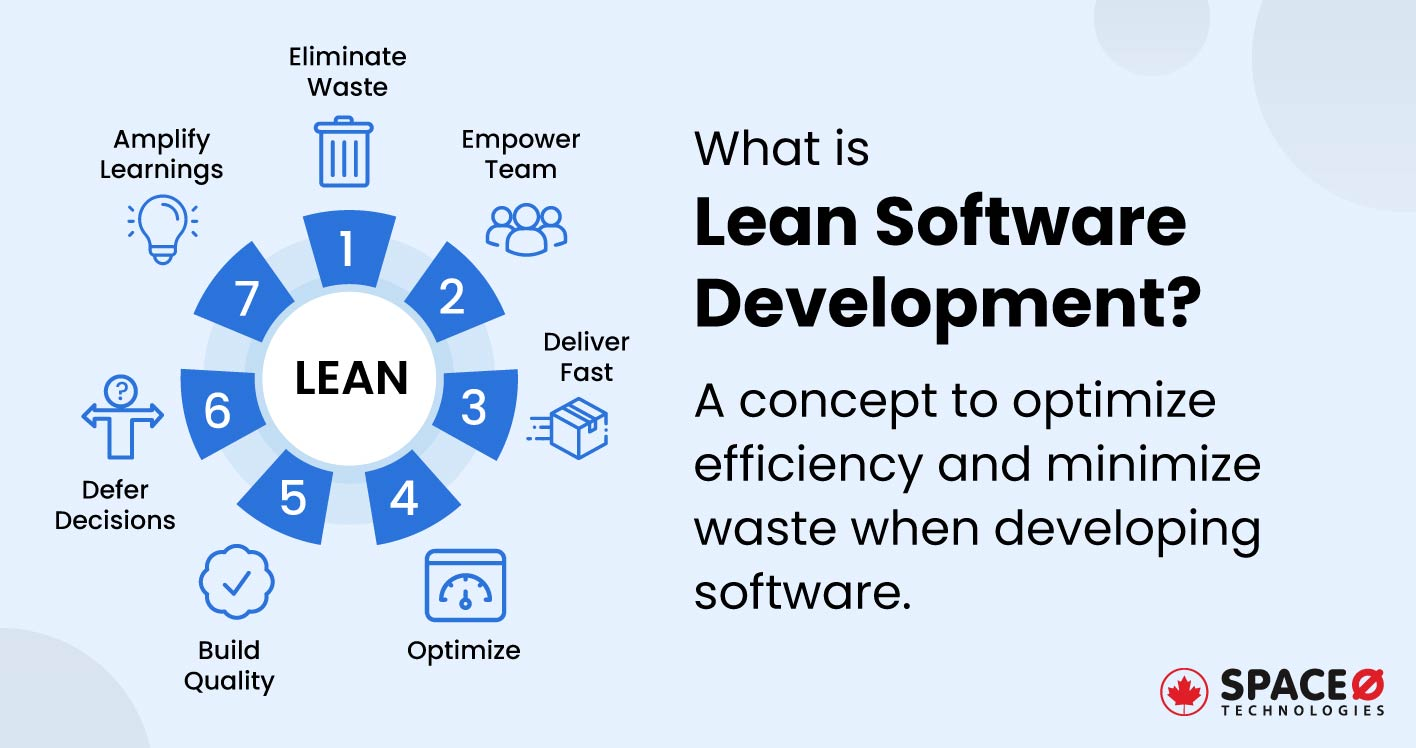 Eliminate
Waste
Amplify
Learnings
Empower
Team
1
2
3
4
5
6
7
LEAN
Deliver
Fast
Defer
Decisions
?
Build
Quality
Optimize
What is
Lean Software
Development?
A concept to optimize
efficiency and minimize
waste when developing
software.
SPACEØ
TECHNOLOGIES